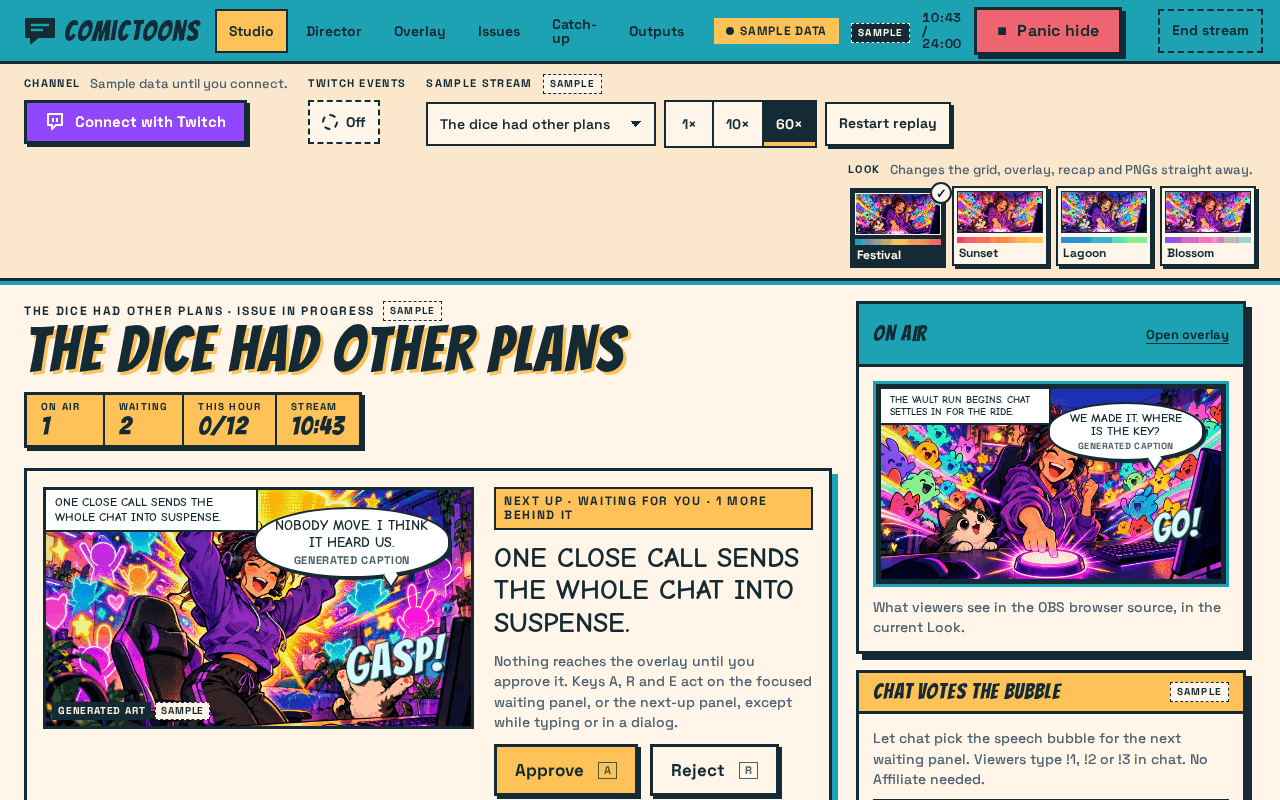 COMICTOONS
Studio
Director
Overlay
Issues
Catch-
up
Outputs
SAMPLE DATA
SAMPLE
10:43
/
24:00
Panic hide
End stream
CHANNEL Sample data until you connect.
Connect with Twitch
TWITCH EVENTS
Off
SAMPLE STREAM SAMPLE
The dice had other plans
1×
10×
60×
Restart replay
LOOK Changes the grid, overlay, recap and PNGs straight away.
Festival
Sunset
Lagoon
Blossom
THE DICE HAD OTHER PLANS · ISSUE IN PROGRESS SAMPLE
THE DICE HAD OTHER PLANS
ON AIR
1
WAITING
2
THIS HOUR
0/12
STREAM
10:43
ONE CLOSE CALL SENDS THE
WHOLE CHAT INTO SUSPENSE.
NOBODY MOVE. I THINK
IT HEARD US.
GENERATED CAPTION
GASP!
GENERATED ART SAMPLE
NEXT UP · WAITING FOR YOU · 1 MORE
BEHIND IT
ONE CLOSE CALL SENDS
THE WHOLE CHAT INTO
SUSPENSE.
Nothing reaches the overlay until you
approve it. Keys A, R and E act on the focused
waiting panel, or the next-up panel, except
while typing or in a dialog.
Approve A
Reject R
ON AIR
Open overlay
THE VAULT RUN BEGINS. CHAT
SETTLES IN FOR THE RIDE.
WE MADE IT. WHERE
IS THE KEY?
GENERATED CAPTION
GO!
What viewers see in the OBS browser source, in the
current Look.
CHAT VOTES THE BUBBLE SAMPLE
Let chat pick the speech bubble for the next
waiting panel. Viewers type !1, !2 or !3 in chat. No
Affiliate needed.